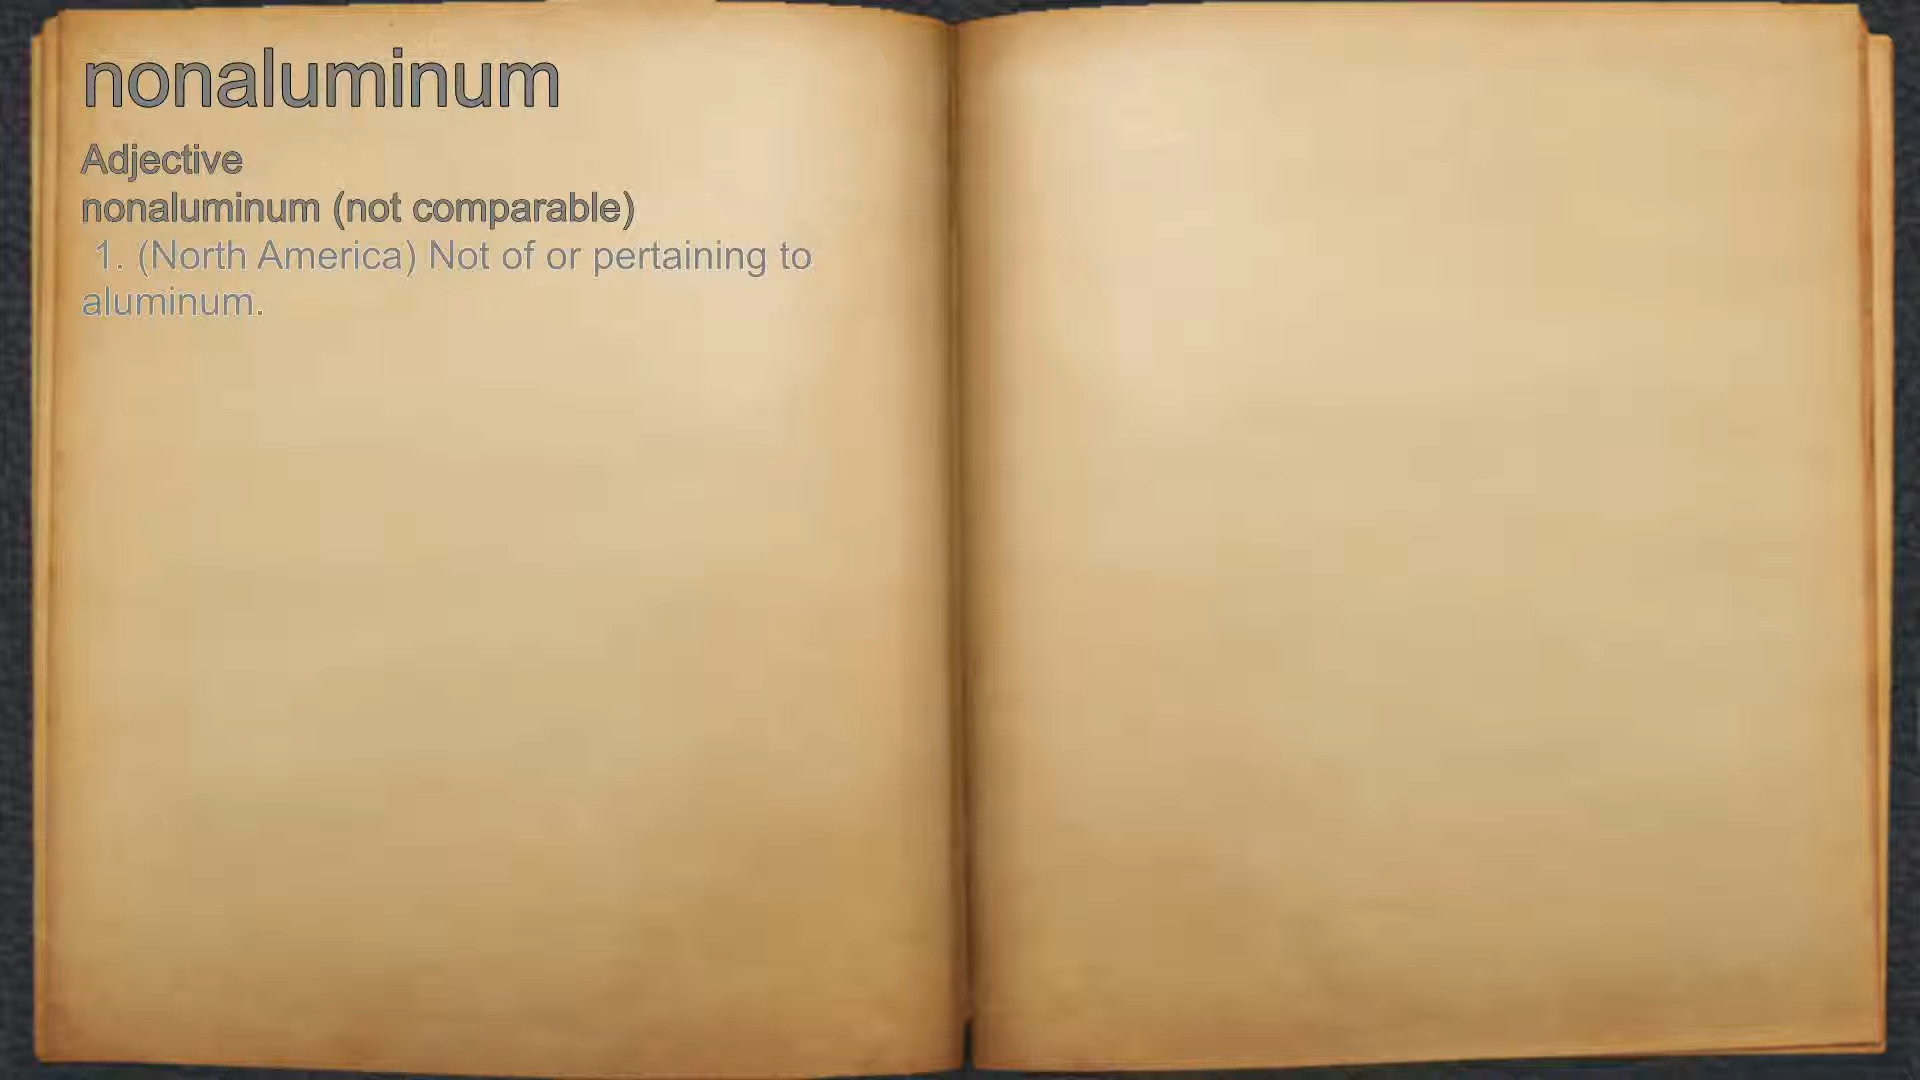 nonaluminum
Adjective
nonaluminum (not comparable)
1. (North America) Not of or pertaining to
aluminum.